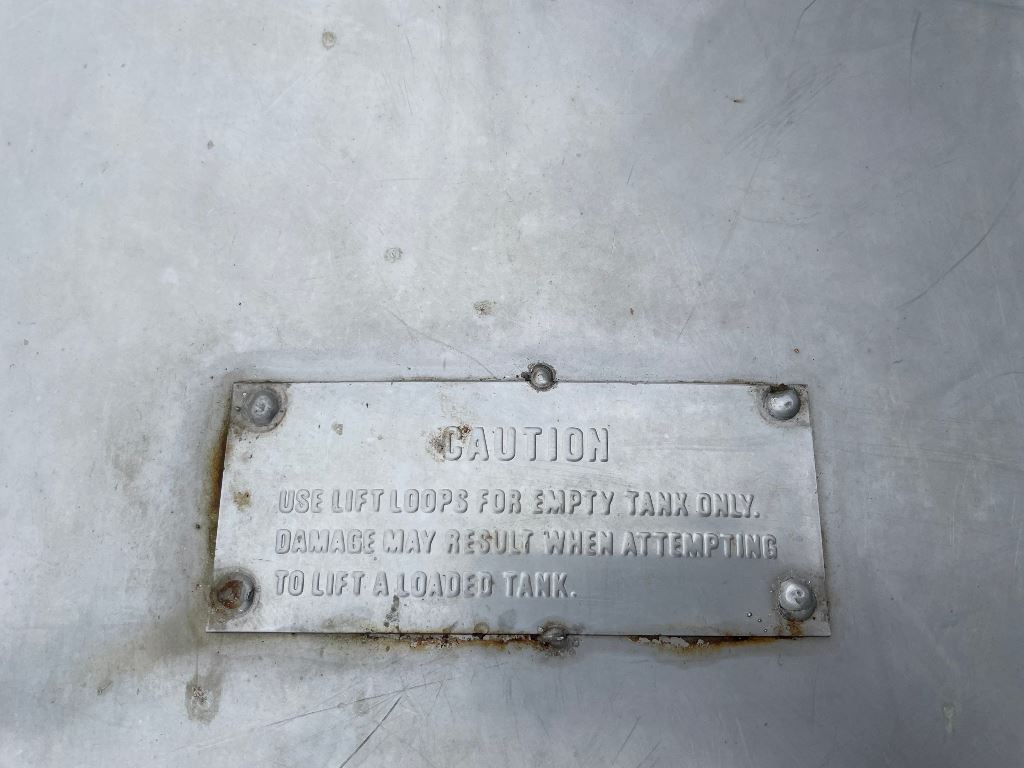 CAUTION
USE LIFT LOOPS FOR EMPTY TANK ONLY.
DAMAGE MAY RESULT WHEN ATTEMPTING
TO LIFT A LOADED TANK.